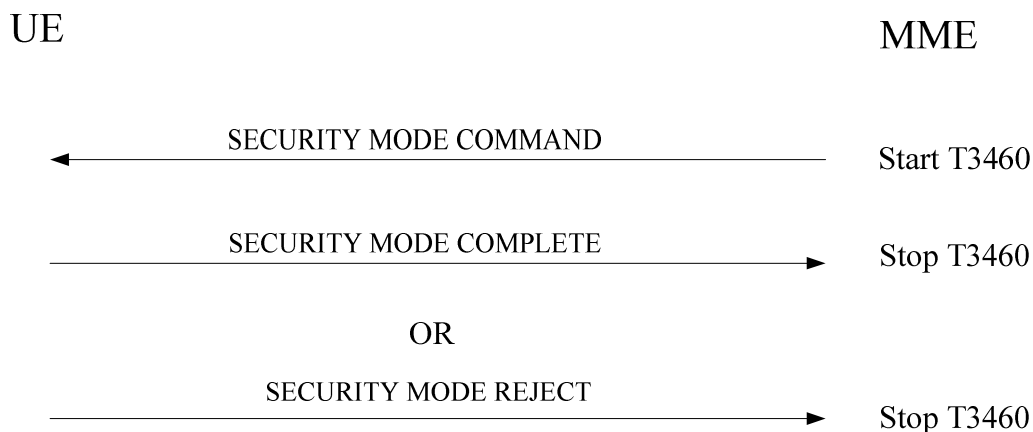 UE
MME
SECURITY MODE COMMAND
Start T3460
SECURITY MODE COMPLETE
Stop T3460
OR
SECURITY MODE REJECT
Stop T3460